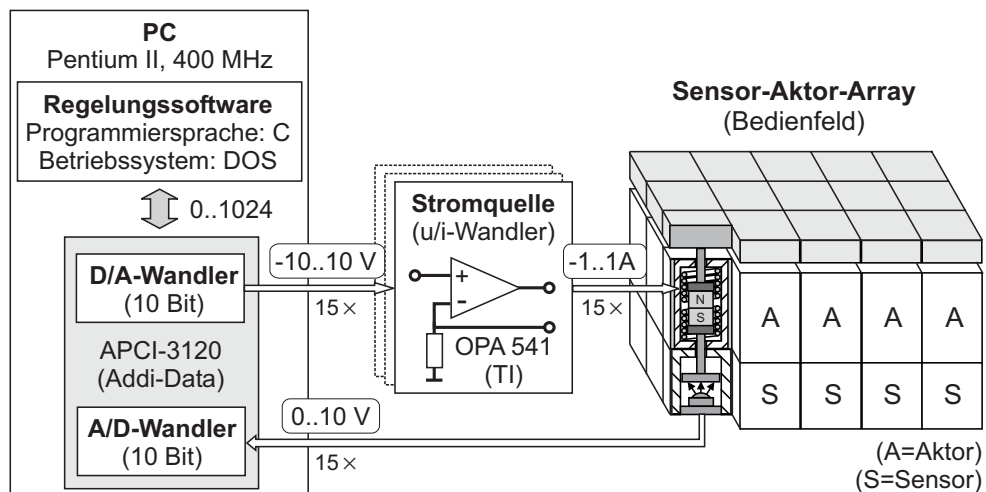 PC
Pentium II, 400 MHz
Regelungssoftware
Programmiersprache: C
Betriebssystem: DOS
0..1024
D/A-Wandler
(10 Bit)
APCI-3120
(Addi-Data)
A/D-Wandler
(10 Bit)
-10..10 V
15×
Stromquelle
(u/i-Wandler)
+
–
OPA 541
(TI)
-1..1A
15×
0..10 V
15×
Sensor-Aktor-Array
(Bedienfeld)
N
S
A A A A
S S S S
(A=Aktor)
(S=Sensor)